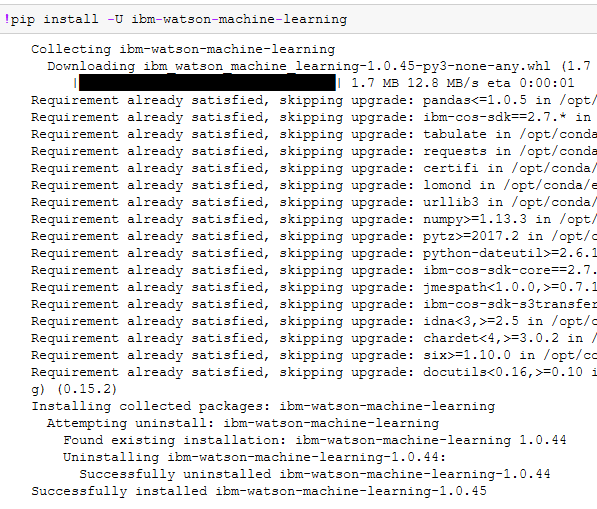 !pip install -U ibm-watson-machine-learning
Collecting ibm-watson-machine-learning
Downloading ibm_watson_machine_learning-1.0.45-py3-none-any.whl (1.7
|████████████████████████████████| 1.7 MB 12.8 MB/s eta 0:00:01
Requirement already satisfied, skipping upgrade: pandas<=1.0.5 in /opt/
Requirement already satisfied, skipping upgrade: ibm-cos-sdk==2.7.* in
Requirement already satisfied, skipping upgrade: tabulate in /opt/conda
Requirement already satisfied, skipping upgrade: requests in /opt/conda
Requirement already satisfied, skipping upgrade: certifi in /opt/conda/
Requirement already satisfied, skipping upgrade: lomond in /opt/conda/e
Requirement already satisfied, skipping upgrade: urllib3 in /opt/conda/
Requirement already satisfied, skipping upgrade: numpy>=1.13.3 in /opt/
Requirement already satisfied, skipping upgrade: pytz>=2017.2 in /opt/c
Requirement already satisfied, skipping upgrade: python-dateutil>=2.6.1
Requirement already satisfied, skipping upgrade: ibm-cos-sdk-core==2.7.
Requirement already satisfied, skipping upgrade: jmespath<1.0.0,>=0.7.1
Requirement already satisfied, skipping upgrade: ibm-cos-sdk-s3transfer
Requirement already satisfied, skipping upgrade: idna<3,>=2.5 in /opt/c
Requirement already satisfied, skipping upgrade: chardet<4,>=3.0.2 in /
Requirement already satisfied, skipping upgrade: six>=1.10.0 in /opt/co
Requirement already satisfied, skipping upgrade: docutils<0.16,>=0.10 i
g) (0.15.2)
Installing collected packages: ibm-watson-machine-learning
Attempting uninstall: ibm-watson-machine-learning
Found existing installation: ibm-watson-machine-learning 1.0.44
Uninstalling ibm-watson-machine-learning-1.0.44:
Successfully uninstalled ibm-watson-machine-learning-1.0.44
Successfully installed ibm-watson-machine-learning-1.0.45